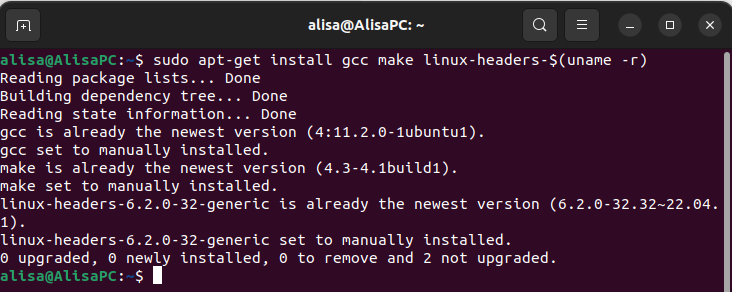 alisa@AlisaPC: ~
alisa@AlisaPC:~$ sudo apt-get install gcc make linux-headers-$(uname -r)
Reading package lists... Done
Building dependency tree... Done
Reading state information... Done
gcc is already the newest version (4:11.2.0-1ubuntu1).
gcc set to manually installed.
make is already the newest version (4.3-4.1build1).
make set to manually installed.
linux-headers-6.2.0-32-generic is already the newest version (6.2.0-32.32~22.04.
1).
linux-headers-6.2.0-32-generic set to manually installed.
0 upgraded, 0 newly installed, 0 to remove and 2 not upgraded.
alisa@AlisaPC:~$